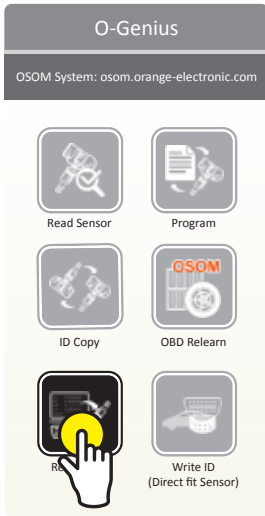 O-Genius
OSOM System: osom.orange-electronic.com
Read Sensor
Program
OSOM
ID Copy
OBD Relearn
Write ID
(Direct fit Sensor)